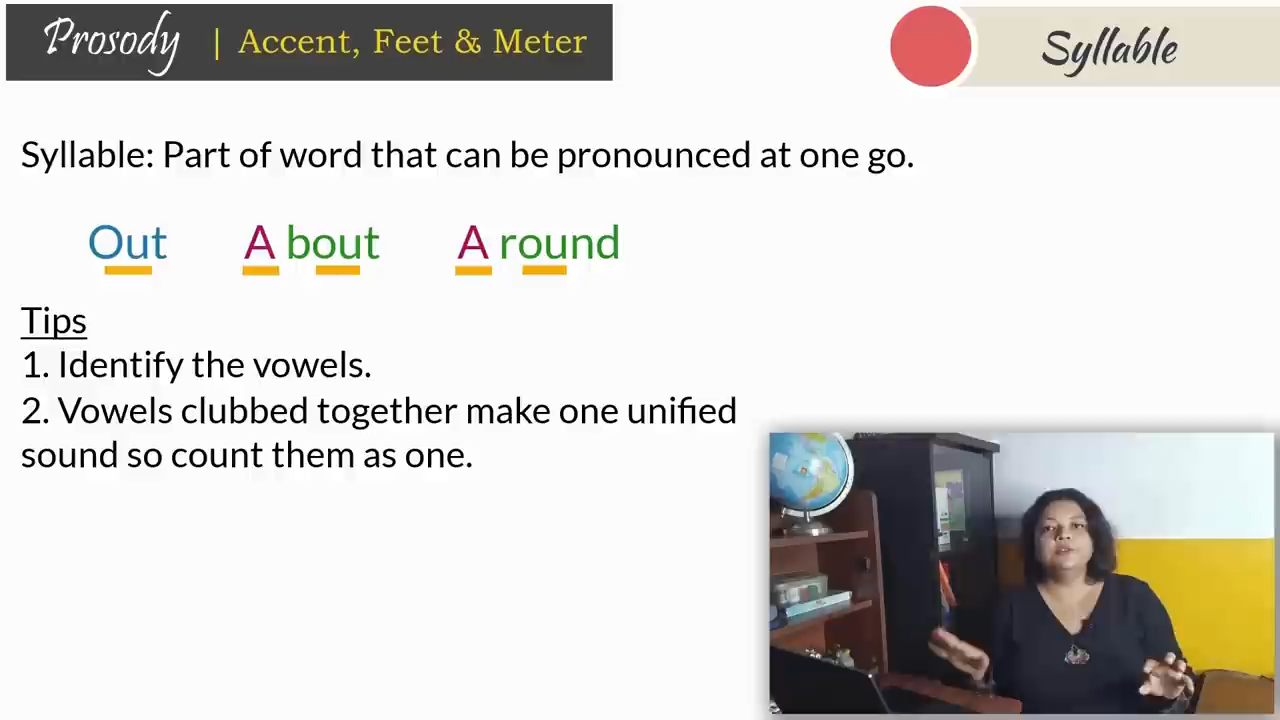 Prosody | Accent, Feet & Meter
Syllable
Syllable: Part of word that can be pronounced at one go.
Out A bout A round
Tips
1. Identify the vowels.
2. Vowels clubbed together make one unified
sound so count them as one.